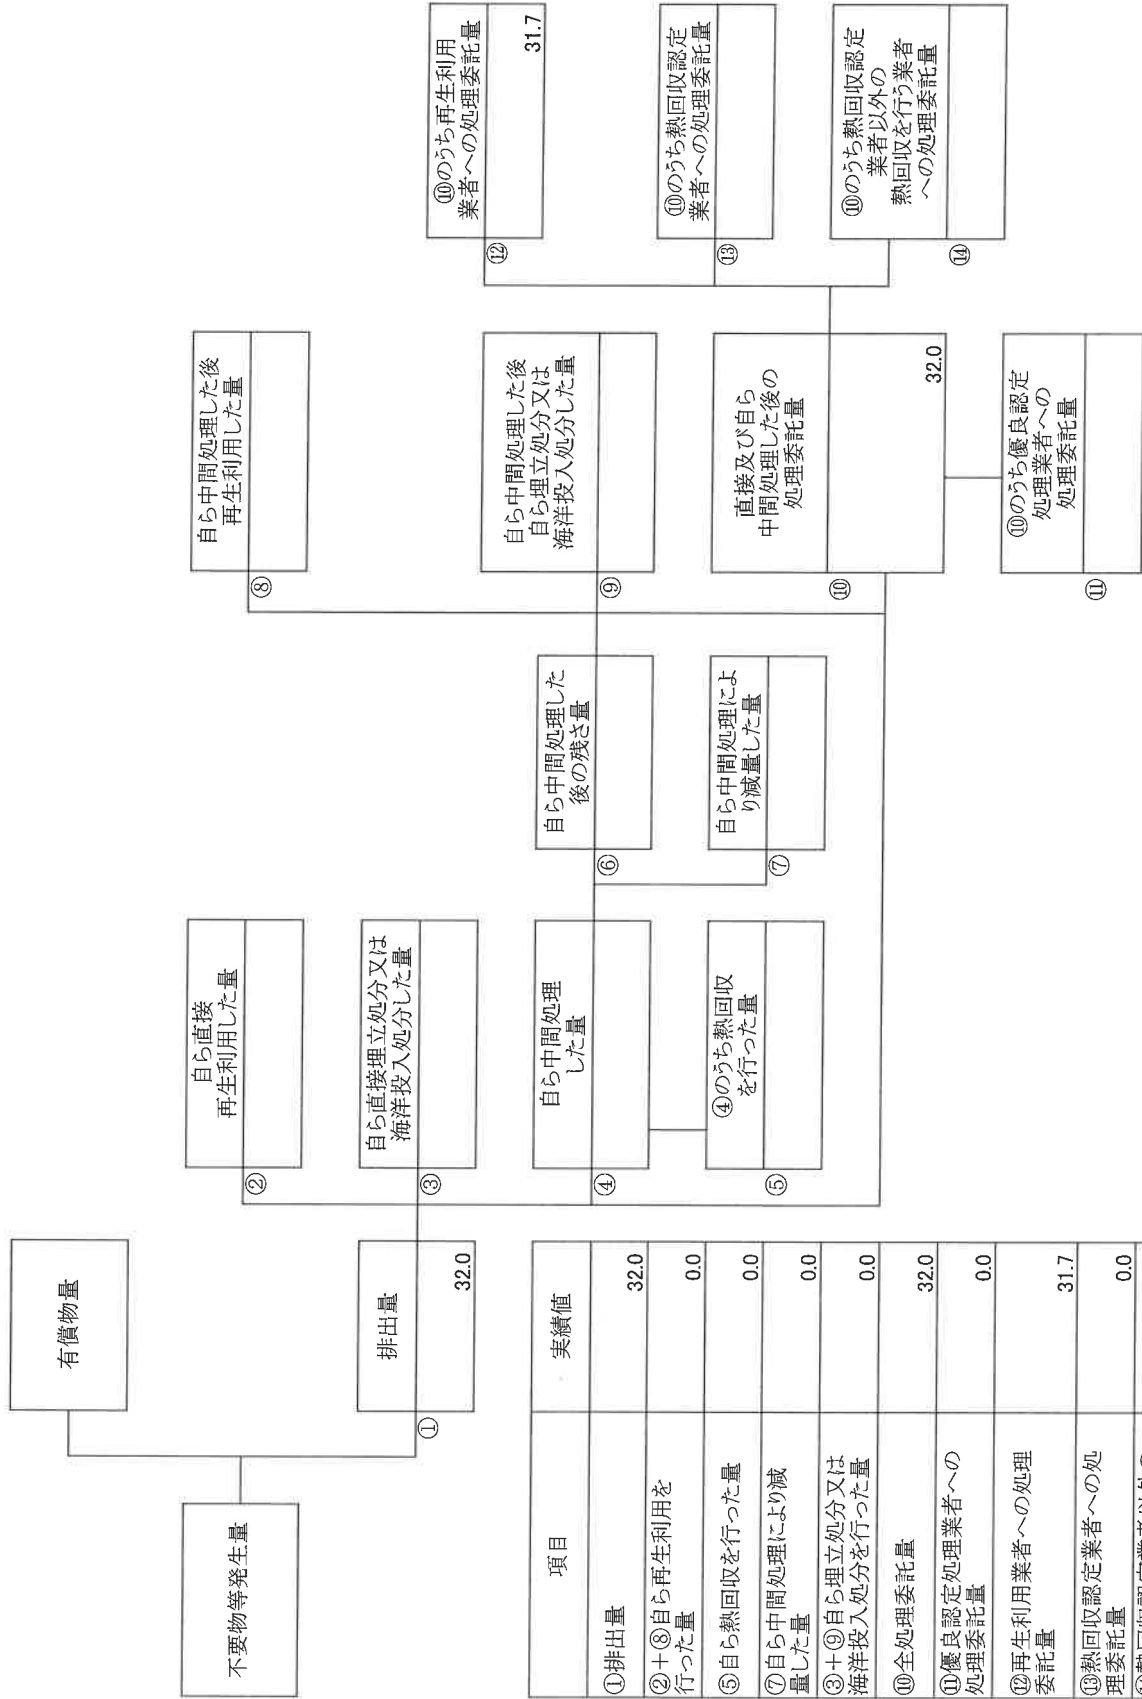 不要物等発生量
有償物量
①
排出量
32.0
②
自ら直接
再生利用した量
③
自ら直接埋立処分又は
海洋投入処分した量
④
自ら中間処理
した量
⑤
④のうち熱回収
を行った量
⑥
自ら中間処理した
後の残さ量
⑦
自ら中間処理によ
り減量した量
⑧
自ら中間処理した後
再生利用した量
⑨
自ら中間処理した後
自ら埋立処分又は
海洋投入処分した量
⑩
直接及び自ら
中間処理した後の
処理委託量
32.0
⑪
⑩のうち優良認定
処理業者への
処理委託量
⑫
⑩のうち再生利用
業者への処理委託量
31.7
⑬
⑩のうち熱回収認定
業者への処理委託量
⑭
⑩のうち熱回収認定
業者以外の
熱回収を行う業者
への処理委託量
項目
実績値
①排出量
32.0
②+⑧自ら再生利用を
行った量
0.0
⑤自ら熱回収を行った量
0.0
⑦自ら中間処理により減
量した量
0.0
③+⑨自ら埋立処分又は
海洋投入処分を行った量
0.0
⑩全処理委託量
32.0
⑪優良認定処理業者への
処理委託量
0.0
⑫再生利用業者への処理
委託量
31.7
⑬熱回収認定業者への処
理委託量
0.0